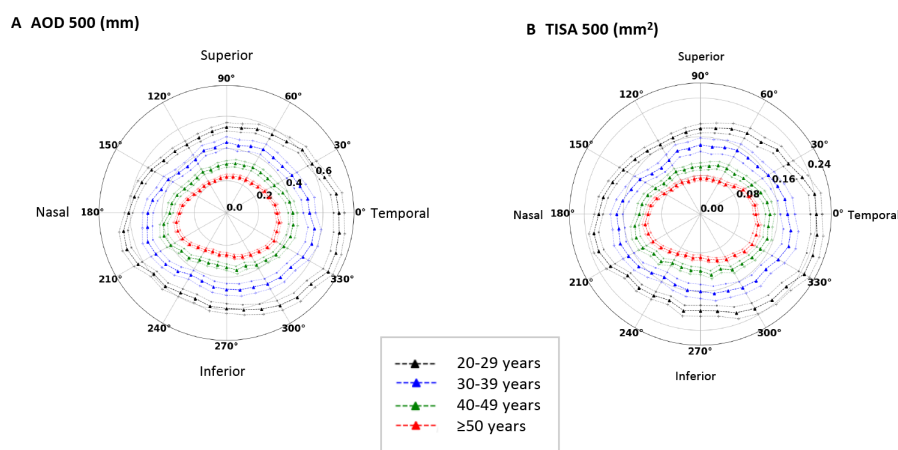 A AOD 500 (mm)
Superior
90°
120°
60°
150°
30°
0.6
0.4
0.2
0.0
Nasal
180°
0°
Temporal
210°
330°
240°
300°
270°
Inferior
B TISA 500 (mm²)
Superior
90°
120°
60°
150°
30°
0.24
0.16
0.08
0.00
Nasal
180°
0°
Temporal
210°
330°
240°
300°
270°
Inferior
20-29 years
30-39 years
40-49 years
≥50 years